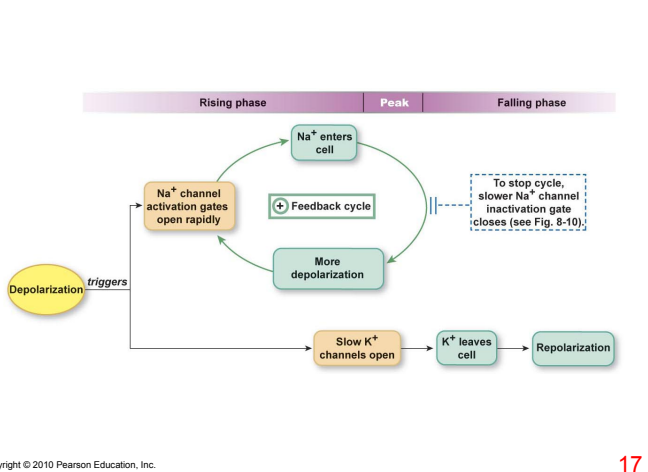 Rising phase
Peak
Falling phase
Na+ enters
cell
Na+ channel
activation gates
open rapidly
+ Feedback cycle
To stop cycle,
slower Na+ channel
inactivation gate
closes (see Fig. 8-10).
More
depolarization
Depolarization
triggers
Slow K+
channels open
K+ leaves
cell
Repolarization
yright © 2010 Pearson Education, Inc.
17